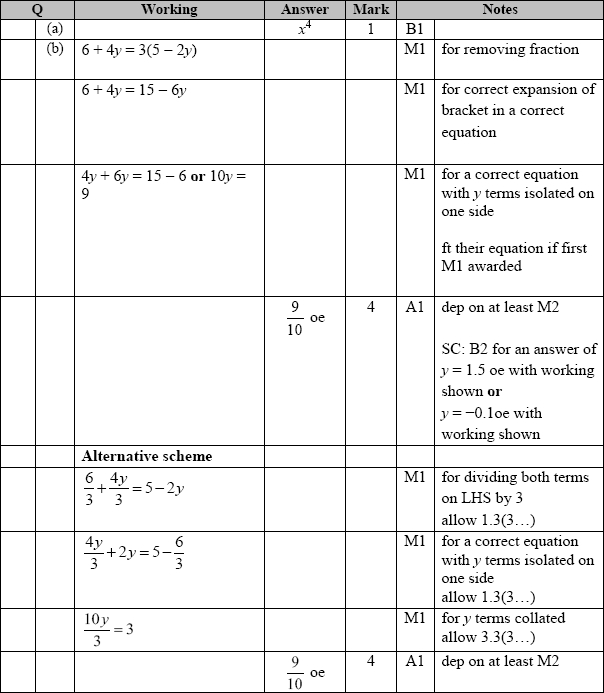 Q Working Answer Mark Notes
(a) x⁴ 1 B1
(b) 6 + 4y = 3(5 – 2y) M1 for removing fraction
6 + 4y = 15 – 6y M1 for correct expansion of
bracket in a correct
equation
4y + 6y = 15 – 6 or 10y = M1 for a correct equation
9 with y terms isolated on
one side
ft their equation if first
M1 awarded
9/10 oe 4 A1 dep on at least M2
SC: B2 for an answer of
y = 1.5 oe with working
shown or
y = −0.1oe with
working shown
Alternative scheme
6/3 + 4y/3 = 5 – 2y M1 for dividing both terms
on LHS by 3
allow 1.3(3…)
4y/3 + 2y = 5 – 6/3 M1 for a correct equation
with y terms isolated on
one side
allow 1.3(3…)
10y/3 = 3 M1 for y terms collated
allow 3.3(3…)
9/10 oe 4 A1 dep on at least M2